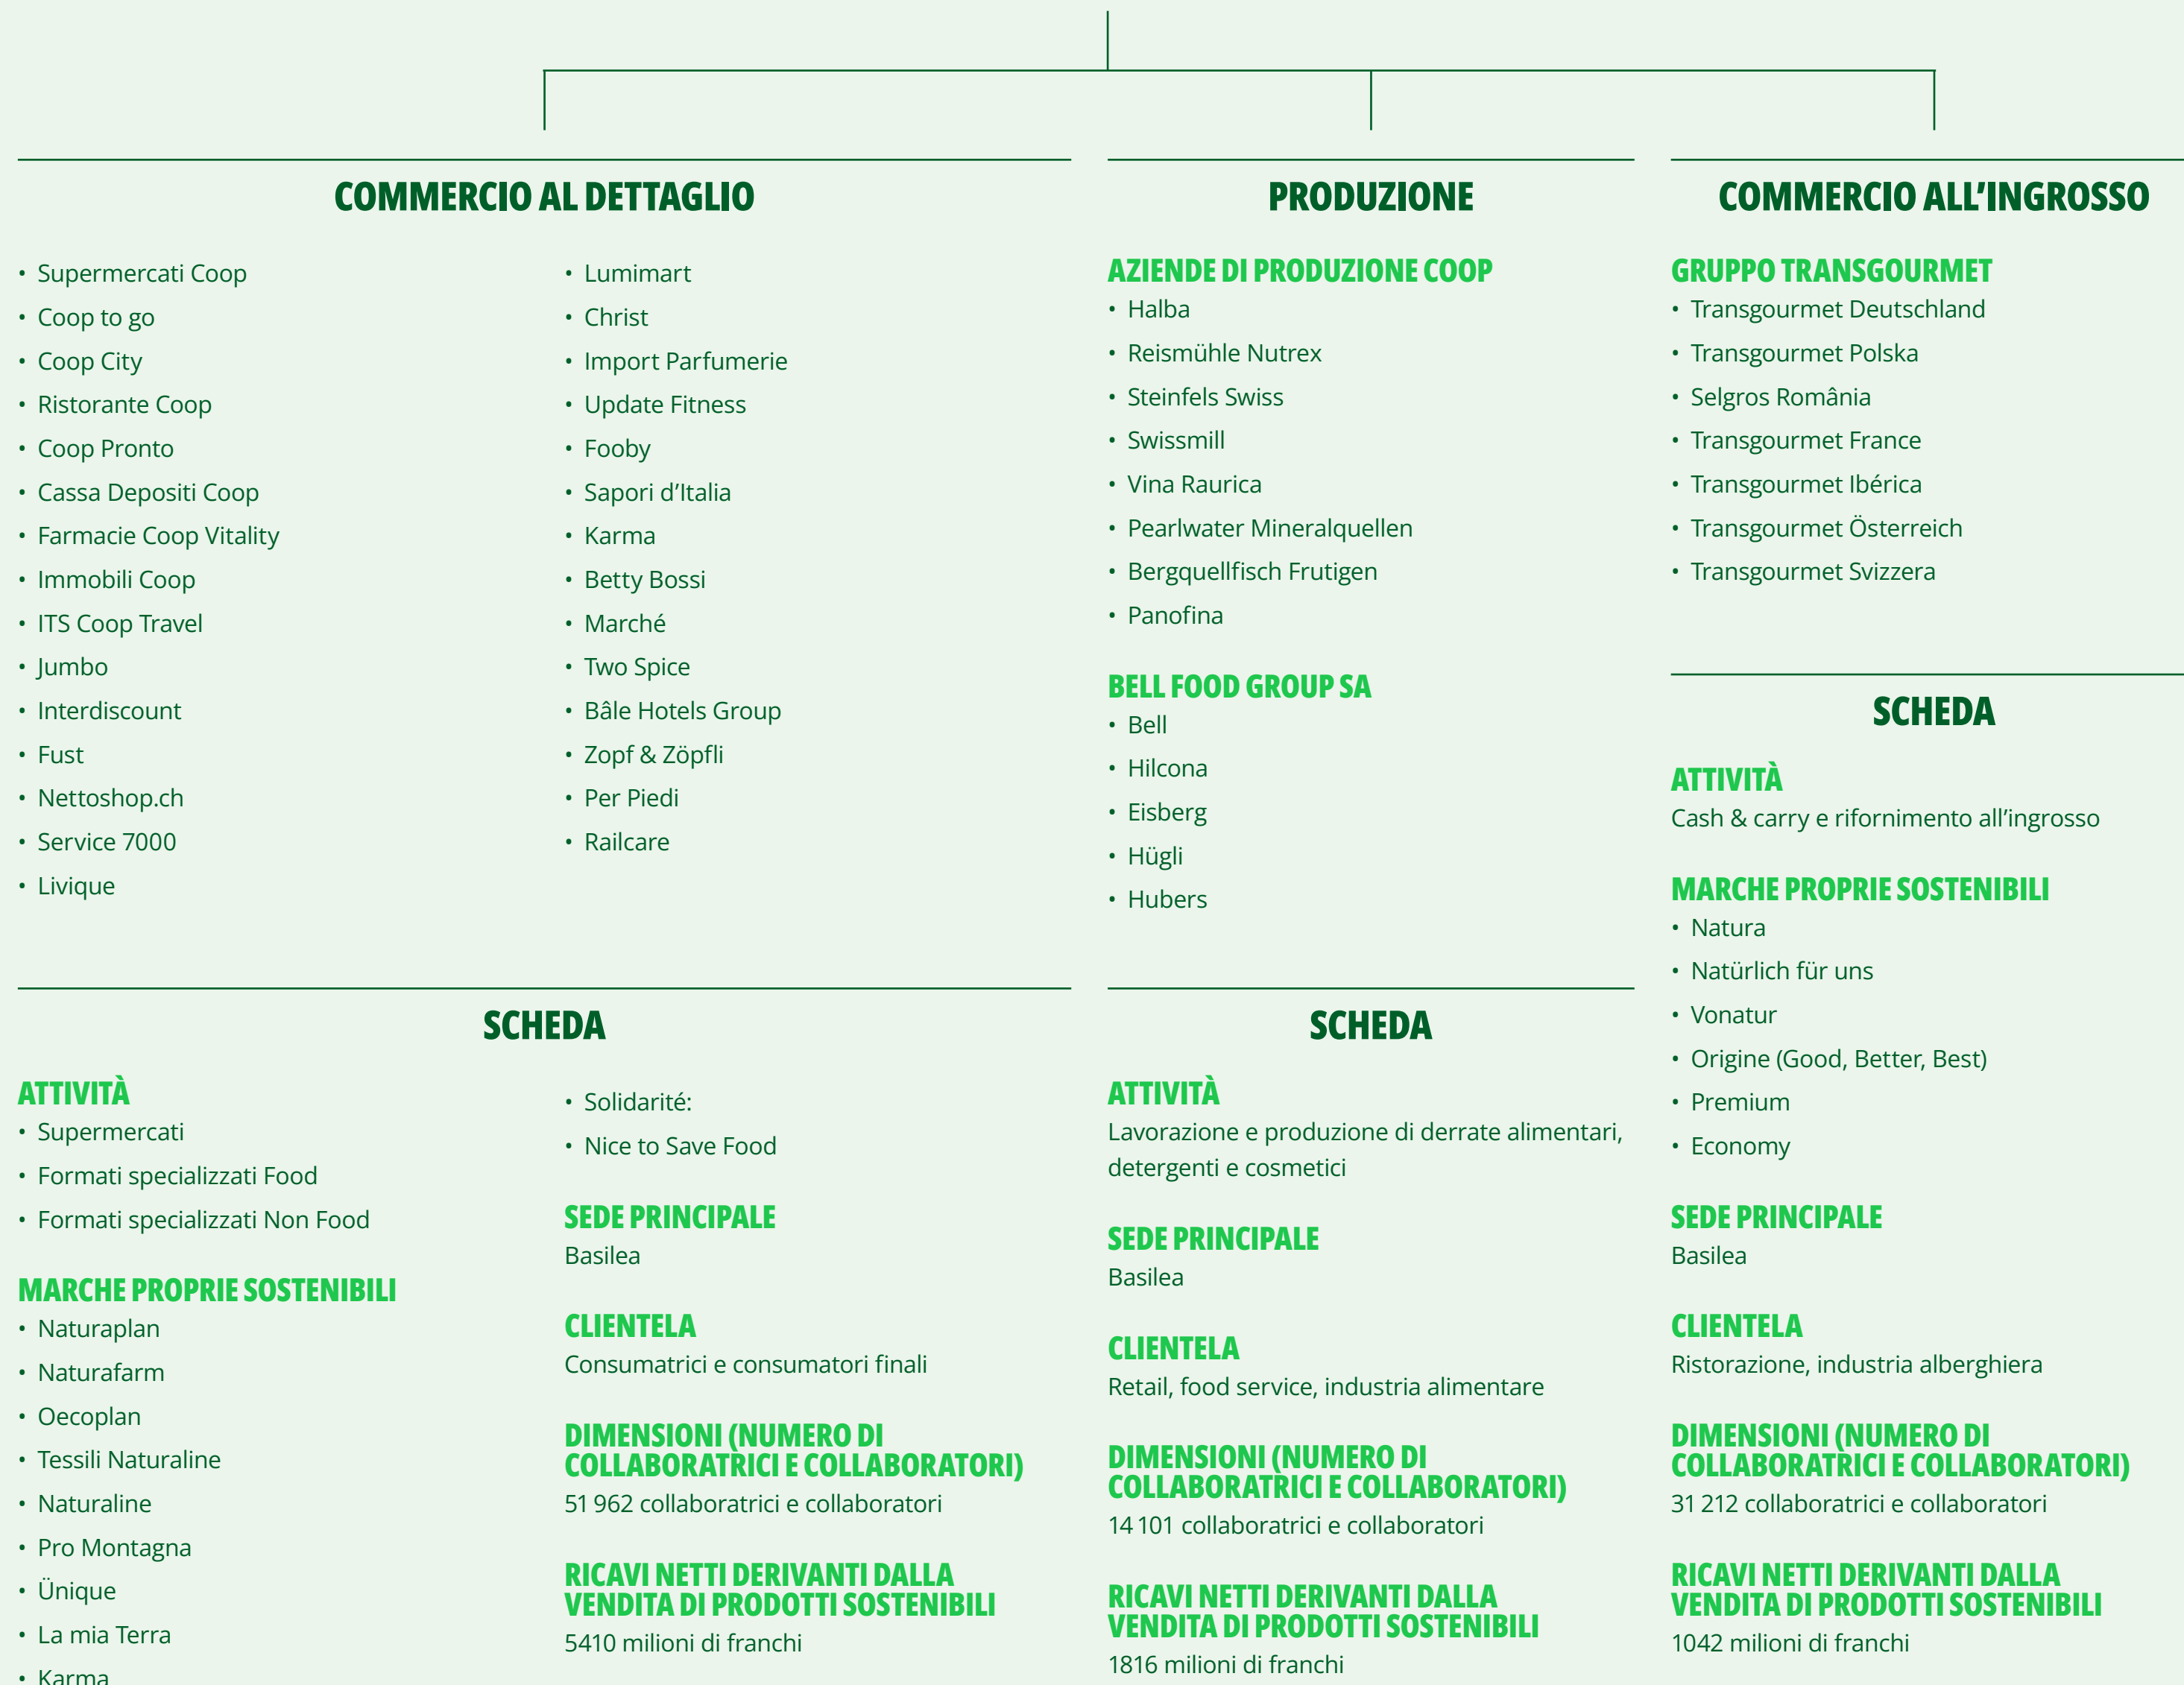 COMMERCIO AL DETTAGLIO
• Supermercati Coop
• Coop to go
• Coop City
• Ristorante Coop
• Coop Pronto
• Cassa Depositi Coop
• Farmacie Coop Vitality
• Immobili Coop
• ITS Coop Travel
• Jumbo
• Interdiscount
• Fust
• Nettoshop.ch
• Service 7000
• Livique
• Lumimart
• Christ
• Import Parfumerie
• Update Fitness
• Fooby
• Sapori d’Italia
• Karma
• Betty Bossi
• Marché
• Two Spice
• Bâle Hotels Group
• Zopf & Zöpfli
• Per Piedi
• Railcare
SCHEDA
ATTIVITÀ
• Supermercati
• Formati specializzati Food
• Formati specializzati Non Food
MARCHE PROPRIE SOSTENIBILI
• Naturaplan
• Naturafarm
• Oecoplan
• Tessili Naturaline
• Naturaline
• Pro Montagna
• Ünique
• La mia Terra
• Karma
• Solidarité:
• Nice to Save Food
SEDE PRINCIPALE
Basilea
CLIENTELA
Consumatrici e consumatori finali
DIMENSIONI (NUMERO DI
COLLABORATRICI E COLLABORATORI)
51 962 collaboratrici e collaboratori
RICAVI NETTI DERIVANTI DALLA
VENDITA DI PRODOTTI SOSTENIBILI
5410 milioni di franchi
PRODUZIONE
AZIENDE DI PRODUZIONE COOP
• Halba
• Reismühle Nutrex
• Steinfels Swiss
• Swissmill
• Vina Raurica
• Pearlwater Mineralquellen
• Bergquellfisch Frutigen
• Panofina
BELL FOOD GROUP SA
• Bell
• Hilcona
• Eisberg
• Hügli
• Hubers
SCHEDA
ATTIVITÀ
Lavorazione e produzione di derrate alimentari,
detergenti e cosmetici
SEDE PRINCIPALE
Basilea
CLIENTELA
Retail, food service, industria alimentare
DIMENSIONI (NUMERO DI
COLLABORATRICI E COLLABORATORI)
14 101 collaboratrici e collaboratori
RICAVI NETTI DERIVANTI DALLA
VENDITA DI PRODOTTI SOSTENIBILI
1816 milioni di franchi
COMMERCIO ALL’INGROSSO
GRUPPO TRANSGOURMET
• Transgourmet Deutschland
• Transgourmet Polska
• Selgros România
• Transgourmet France
• Transgourmet Ibérica
• Transgourmet Österreich
• Transgourmet Svizzera
SCHEDA
ATTIVITÀ
Cash & carry e rifornimento all’ingrosso
MARCHE PROPRIE SOSTENIBILI
• Natura
• Natürlich für uns
• Vonatur
• Origine (Good, Better, Best)
• Premium
• Economy
SEDE PRINCIPALE
Basilea
CLIENTELA
Ristorazione, industria alberghiera
DIMENSIONI (NUMERO DI
COLLABORATRICI E COLLABORATORI)
31 212 collaboratrici e collaboratori
RICAVI NETTI DERIVANTI DALLA
VENDITA DI PRODOTTI SOSTENIBILI
1042 milioni di franchi